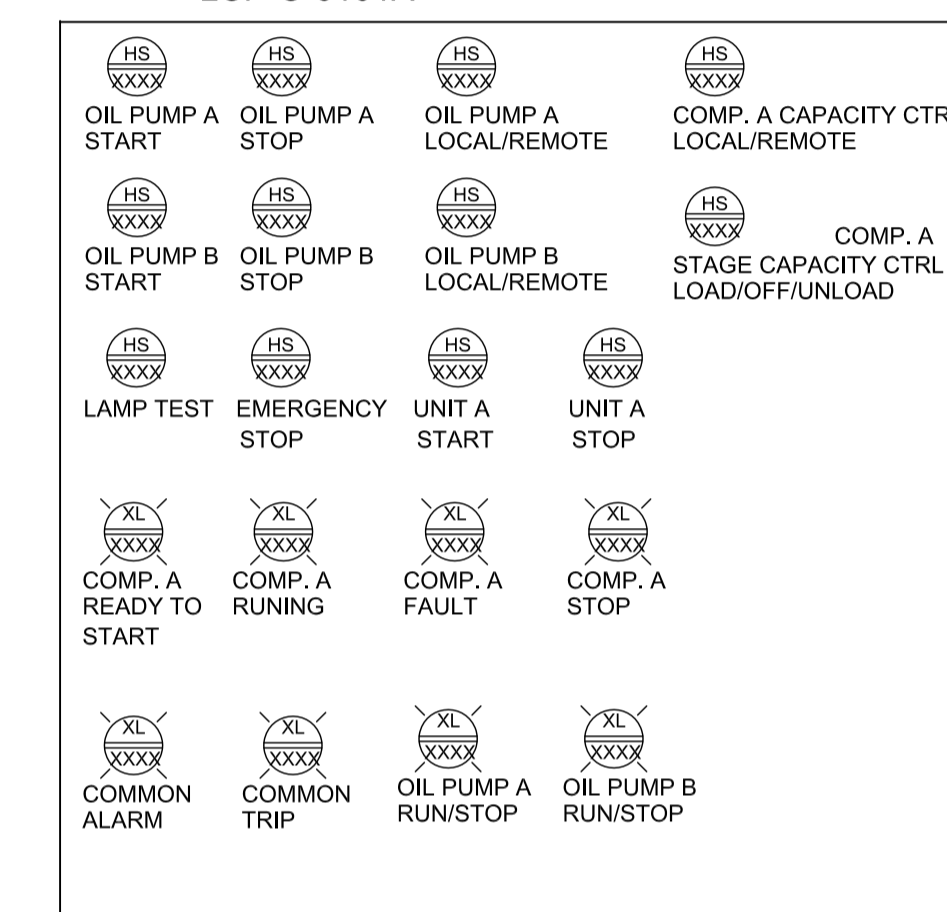 HS HS HS HS
XXXX XXXX XXXX XXXX
OIL PUMP A OIL PUMP A OIL PUMP A COMP. A CAPACITY CTR
START STOP LOCAL/REMOTE LOCAL/REMOTE
HS HS HS HS
XXXX XXXX XXXX XXXX COMP. A
OIL PUMP B OIL PUMP B OIL PUMP B STAGE CAPACITY CTRL
START STOP LOCAL/REMOTE LOAD/OFF/UNLOAD
HS HS HS HS
XXXX XXXX XXXX XXXX
LAMP TEST EMERGENCY UNIT A UNIT A
STOP START STOP
XL XL XL XL
XXXX XXXX XXXX XXXX
COMP. A COMP. A COMP. A COMP. A
READY TO RUNING FAULT STOP
START
XL XL XL XL
XXXX XXXX XXXX XXXX
COMMON COMMON OIL PUMP A OIL PUMP B
ALARM TRIP RUN/STOP RUN/STOP